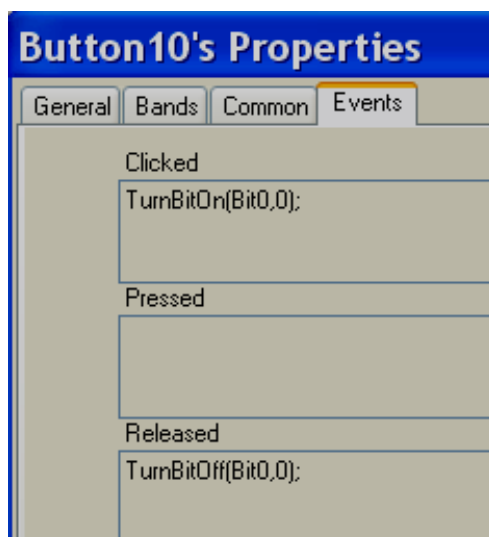 Button10's Properties
General Bands Common Events
Clicked
TurnBitOn(Bit0,0);
Pressed
Released
TurnBitOff(Bit0,0);